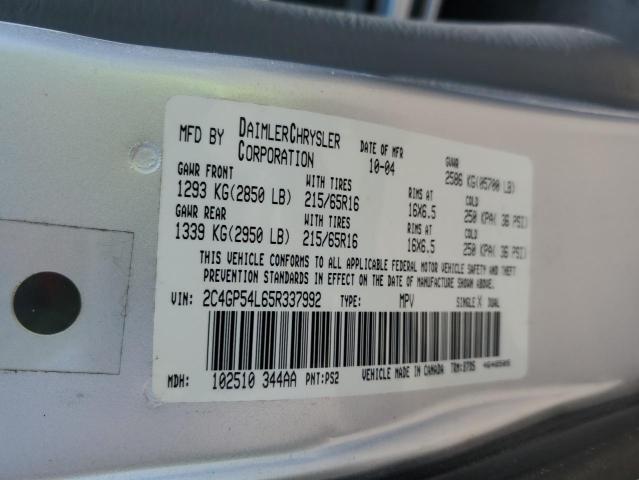 MFD BY DAIMLERCHRYSLER CORPORATION
DATE OF MFR 10-04
GVWR 2586 KG(05700 LB)
GAWR FRONT WITH TIRES RIMS AT COLD
1293 KG(2850 LB) 215/65R16 16X6.5 250 KPA( 36 PSI)
GAWR REAR WITH TIRES RIMS AT COLD
1339 KG(2950 LB) 215/65R16 16X6.5 250 KPA( 36 PSI)
THIS VEHICLE CONFORMS TO ALL APPLICABLE FEDERAL MOTOR VEHICLE SAFETY AND THEFT
PREVENTION STANDARDS IN EFFECT ON THE DATE OF MANUFACTURE SHOWN ABOVE.
VIN: 2C4GP54L65R337992 TYPE: MPV SINGLE X DUAL
MDH: 102510 344AA PNT:PS2 VEHICLE MADE IN CANADA